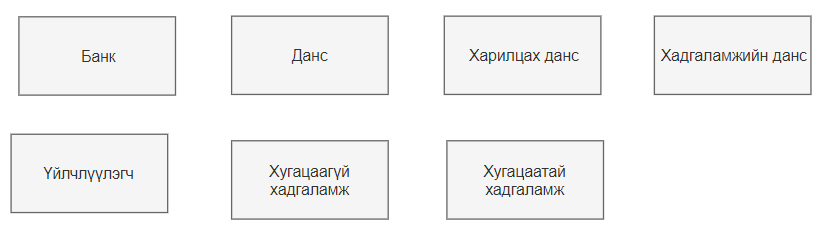 Банк
Данс
Харилцах данс
Хадгаламжийн данс
Үйлчлүүлэгч
Хугацаагүй
хадгаламж
Хугацаатай
хадгаламж